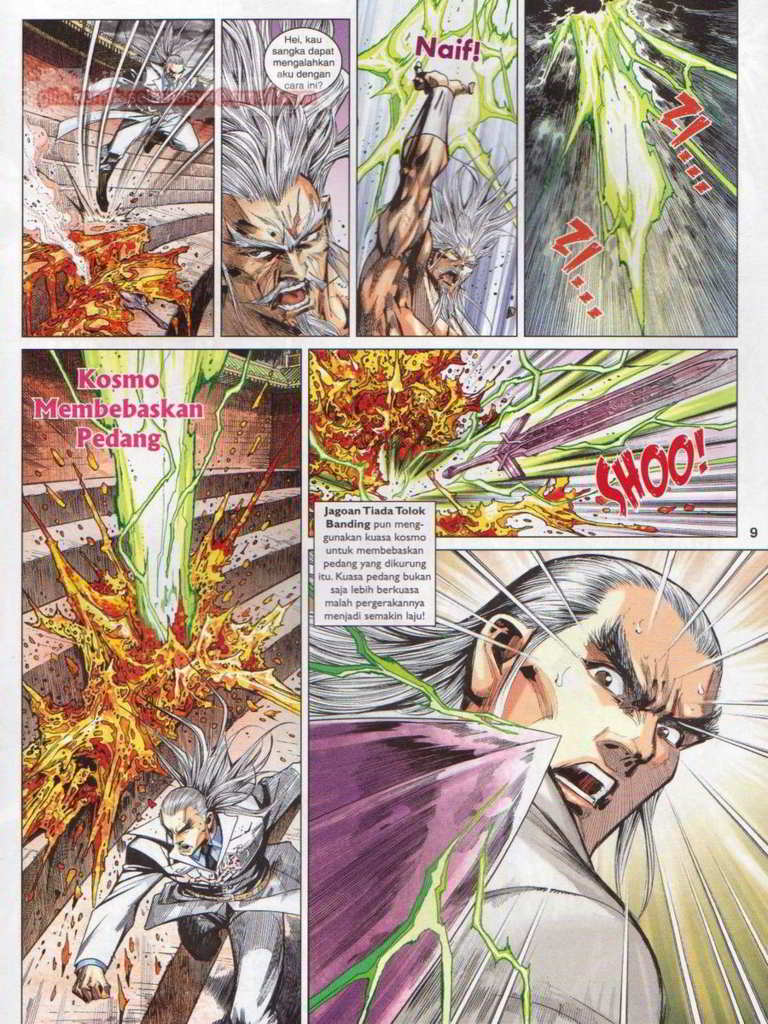 Hei, kau
sangka dapat
mengalahkan
aku dengan
cara ini?
Naif!
ZI...
ZI...
Kosmo
Membebaskan
Pedang
SHOO!
Jagoan Tiada Tolok
Banding pun meng-
gunakan kuasa kosmo
untuk membebaskan
pedang yang dikurung
itu. Kuasa pedang bukan
saja lebih berkuasa
malah pergerakannya
menjadi semakin laju!
9